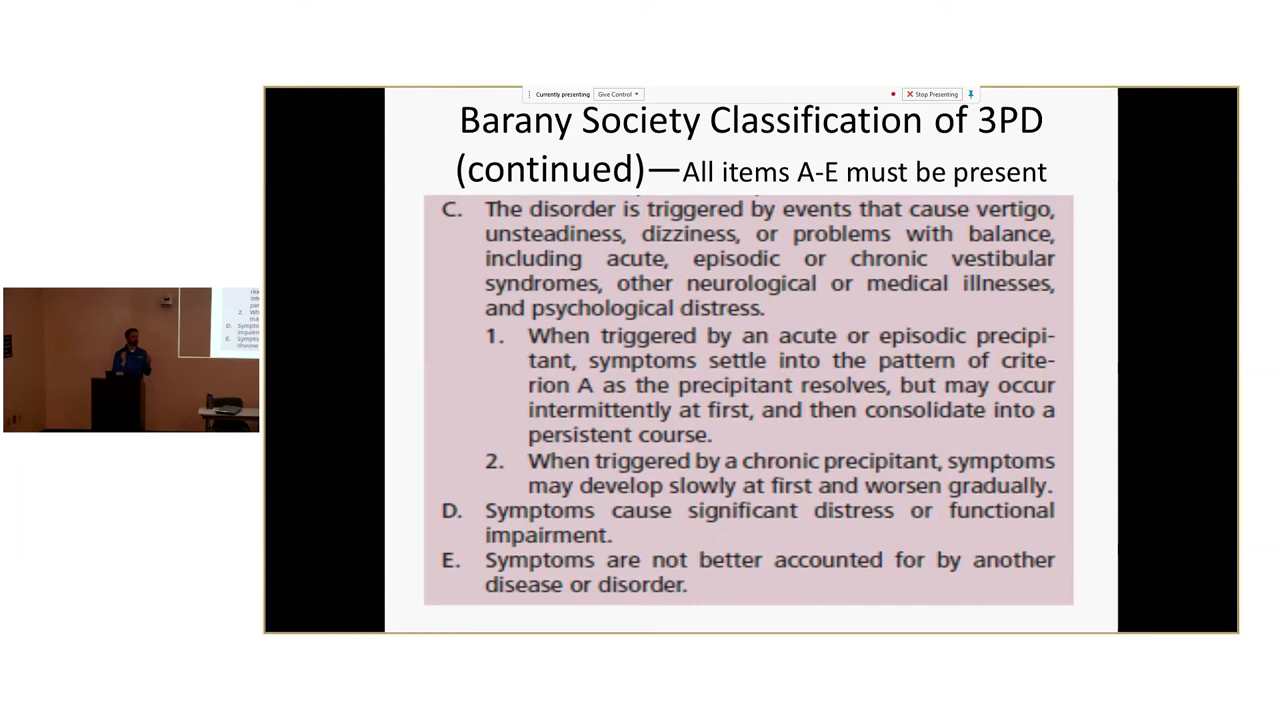 Currently presenting Give Control Stop Presenting
Barany Society Classification of 3PD
(continued)—All items A-E must be present
C. The disorder is triggered by events that cause vertigo,
unsteadiness, dizziness, or problems with balance,
including acute, episodic or chronic vestibular
syndromes, other neurological or medical illnesses,
and psychological distress.
1. When triggered by an acute or episodic precipi-
tant, symptoms settle into the pattern of crite-
rion A as the precipitant resolves, but may occur
intermittently at first, and then consolidate into a
persistent course.
2. When triggered by a chronic precipitant, symptoms
may develop slowly at first and worsen gradually.
D. Symptoms cause significant distress or functional
impairment.
E. Symptoms are not better accounted for by another
disease or disorder.
2. Wh
D. Symptom
E. Sympto
disease